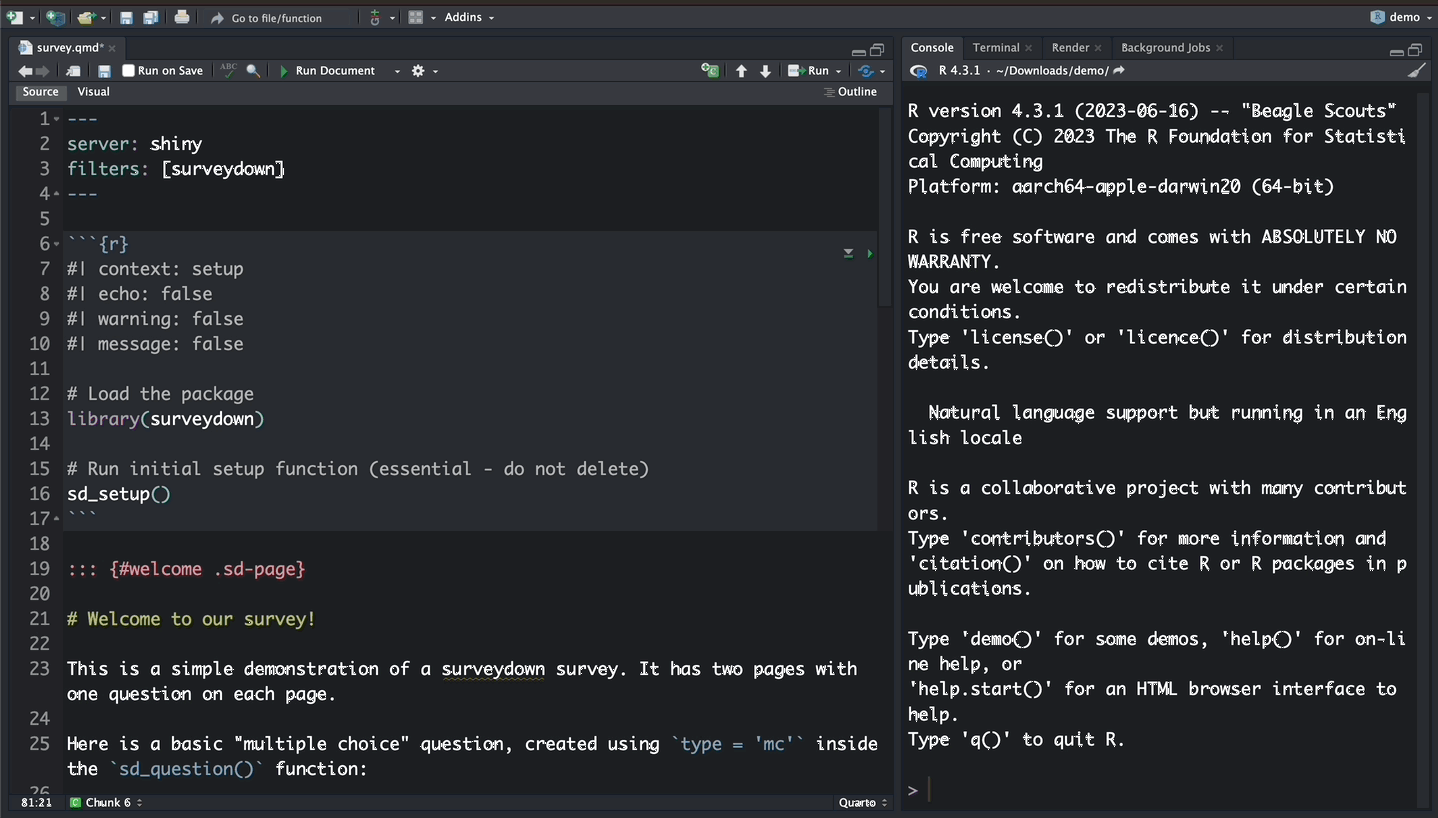 Go to file/function
Addins
demo
survey.qmd*
Run on Save
ABC
Run Document
Run
Source
Visual
Outline
1 ---
2 server: shiny
3 filters: [surveydown]
4 ---
5
6 ```{r}
7 #| context: setup
8 #| echo: false
9 #| warning: false
10 #| message: false
11
12 # Load the package
13 library(surveydown)
14
15 # Run initial setup function (essential - do not delete)
16 sd_setup()
17 ```
18
19 ::: {#welcome .sd-page}
20
21 # Welcome to our survey!
22
23 This is a simple demonstration of a surveydown survey. It has two pages with
one question on each page.
24
25 Here is a basic "multiple choice" question, created using `type = 'mc'` inside
the `sd_question()` function:
26
81:21
C Chunk 6
Quarto
Console
Terminal
Render
Background Jobs
R 4.3.1 · ~/Downloads/demo/
R version 4.3.1 (2023-06-16) -- "Beagle Scouts"
Copyright (C) 2023 The R Foundation for Statisti
cal Computing
Platform: aarch64-apple-darwin20 (64-bit)
R is free software and comes with ABSOLUTELY NO
WARRANTY.
You are welcome to redistribute it under certain
conditions.
Type 'license()' or 'licence()' for distribution
details.
Natural language support but running in an Eng
lish locale
R is a collaborative project with many contribut
ors.
Type 'contributors()' for more information and
'citation()' on how to cite R or R packages in p
ublications.
Type 'demo()' for some demos, 'help()' for on-li
ne help, or
'help.start()' for an HTML browser interface to
help.
Type 'q()' to quit R.
>